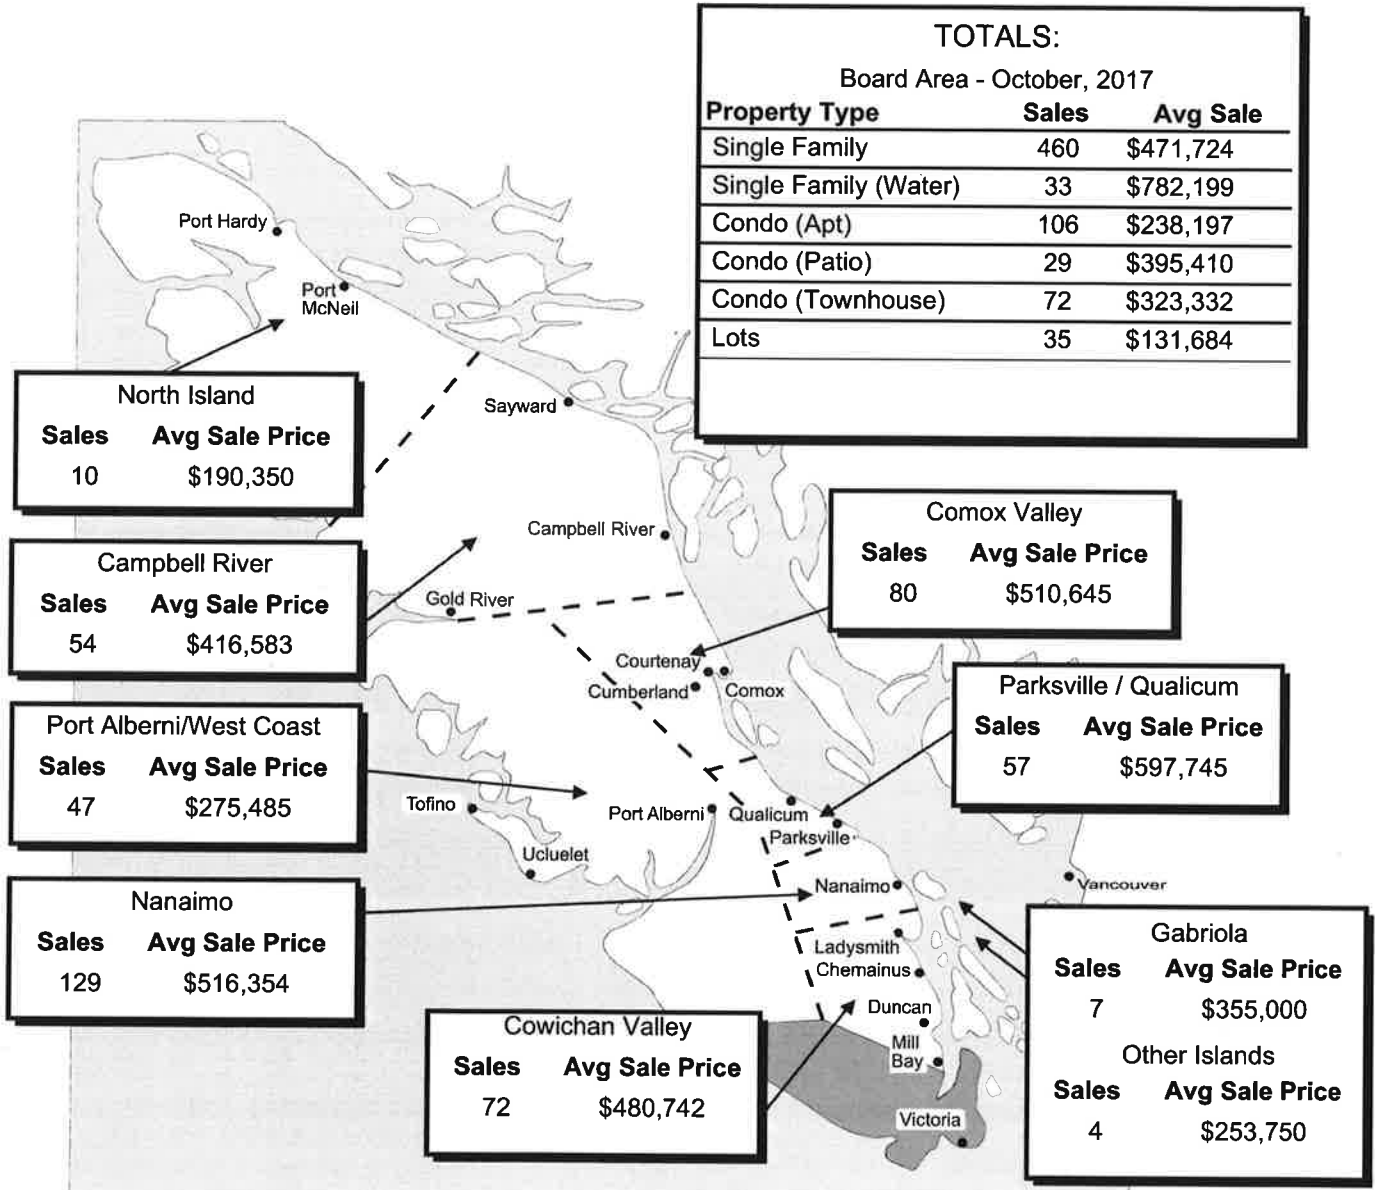 TOTALS:
Board Area - October, 2017
Property Type Sales Avg Sale
Single Family 460 $471,724
Single Family (Water) 33 $782,199
Condo (Apt) 106 $238,197
Condo (Patio) 29 $395,410
Condo (Townhouse) 72 $323,332
Lots 35 $131,684
Port Hardy
Port
McNeil
North Island
Sales Avg Sale Price
10 $190,350
Sayward
Campbell River
Campbell River
Sales Avg Sale Price
54 $416,583
Gold River
Comox Valley
Sales Avg Sale Price
80 $510,645
Courtenay
Cumberland
Comox
Parksville / Qualicum
Sales Avg Sale Price
57 $597,745
Port Alberni/West Coast
Sales Avg Sale Price
47 $275,485
Tofino
Ucluelet
Port Alberni
Qualicum
Parksville
Nanaimo
Vancouver
Nanaimo
Sales Avg Sale Price
129 $516,354
Ladysmith
Chemainus
Duncan
Mill
Bay
Victoria
Gabriola
Sales Avg Sale Price
7 $355,000
Other Islands
Sales Avg Sale Price
4 $253,750
Cowichan Valley
Sales Avg Sale Price
72 $480,742